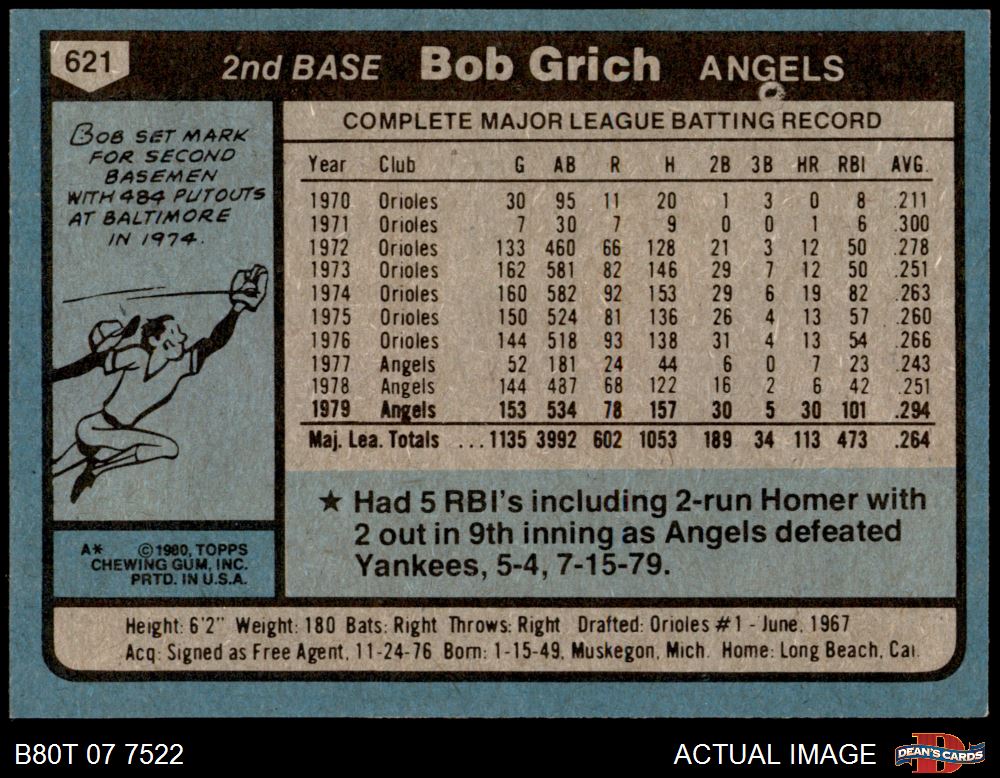 621
2nd BASE Bob Grich ANGELS
BOB SET MARK
FOR SECOND
BASEMEN
WITH 484 PUTOUTS
AT BALTIMORE
IN 1974.
A* ©1980, TOPPS
CHEWING GUM, INC.
PRTD. IN U.S.A.
COMPLETE MAJOR LEAGUE BATTING RECORD
Year Club G AB R H 2B 3B HR RBI AVG.
1970 Orioles 30 95 11 20 1 3 0 8 .211
1971 Orioles 7 30 7 9 0 0 1 6 .300
1972 Orioles 133 460 66 128 21 3 12 50 .278
1973 Orioles 162 581 82 146 29 7 12 50 .251
1974 Orioles 160 582 92 153 29 6 19 82 .263
1975 Orioles 150 524 81 136 26 4 13 57 .260
1976 Orioles 144 518 93 138 31 4 13 54 .266
1977 Angels 52 181 24 44 6 0 7 23 .243
1978 Angels 144 487 68 122 16 2 6 42 .251
1979 Angels 153 534 78 157 30 5 30 101 .294
Maj. Lea. Totals ...1135 3992 602 1053 189 34 113 473 .264
★ Had 5 RBI's including 2-run Homer with
2 out in 9th inning as Angels defeated
Yankees, 5-4, 7-15-79.
Height: 6'2" Weight: 180 Bats: Right Throws: Right Drafted: Orioles #1 - June, 1967
Acq: Signed as Free Agent, 11-24-76 Born: 1-15-49, Muskegon, Mich. Home: Long Beach, Cal.
B80T 07 7522
ACTUAL IMAGE
DEAN'S CARDS